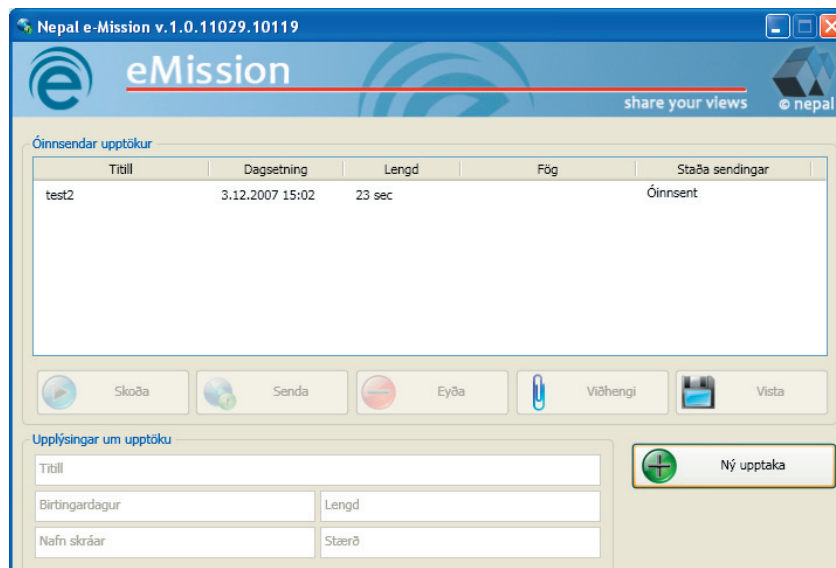 Nepal e-Mission v.1.0.11029.10119
eMission
share your views
© nepal
Óinnsendar upptökur
Titill Dagsetning Lengd Fög Staða sendingar
test2 3.12.2007 15:02 23 sec Óinnsent
Skoða Senda Eyða Viðhengi Vista
Upplýsingar um upptöku
Titill
Ný upptaka
Birtingardagur Lengd
Nafn skráar Stærð